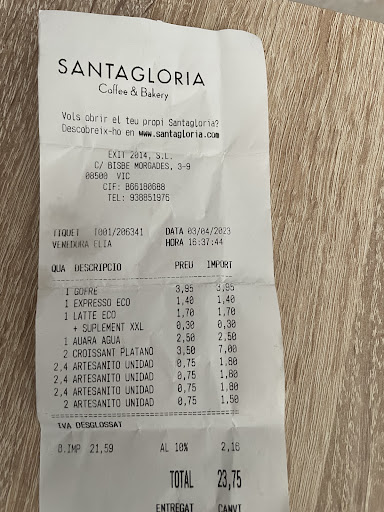 SANTAGLORIA
Coffee & Bakery
Vols obrir el teu propi Santagloria?
Descobreix-ho en www.santagloria.com
EXIT 2014, S.L.
C/ BISBE MORGADES, 3-9
08500 VIC
CIF: B66180688
TEL: 938851976
TIQUET T001/206341 DATA 03/04/2023
VENEDORA ELIA HORA 16:37:44
QUA DESCRIPCIO PREU IMPORT
1 GOFRE 3,95 3,95
1 EXPRESSO ECO 1,40 1,40
1 LATTE ECO 1,70 1,70
+ SUPLEMENT XXL 0,30 0,30
1 AUARA AGUA 2,50 2,50
2 CROISSANT PLATANO 3,50 7,00
2,4 ARTESANITO UNIDAD 0,75 1,80
2,4 ARTESANITO UNIDAD 0,75 1,80
2,4 ARTESANITO UNIDAD 0,75 1,80
2 ARTESANITO UNIDAD 0,75 1,50
IVA DESGLOSSAT
B.IMP 21,59 AL 10% 2,16
TOTAL 23,75
ENTREGAT CANVI